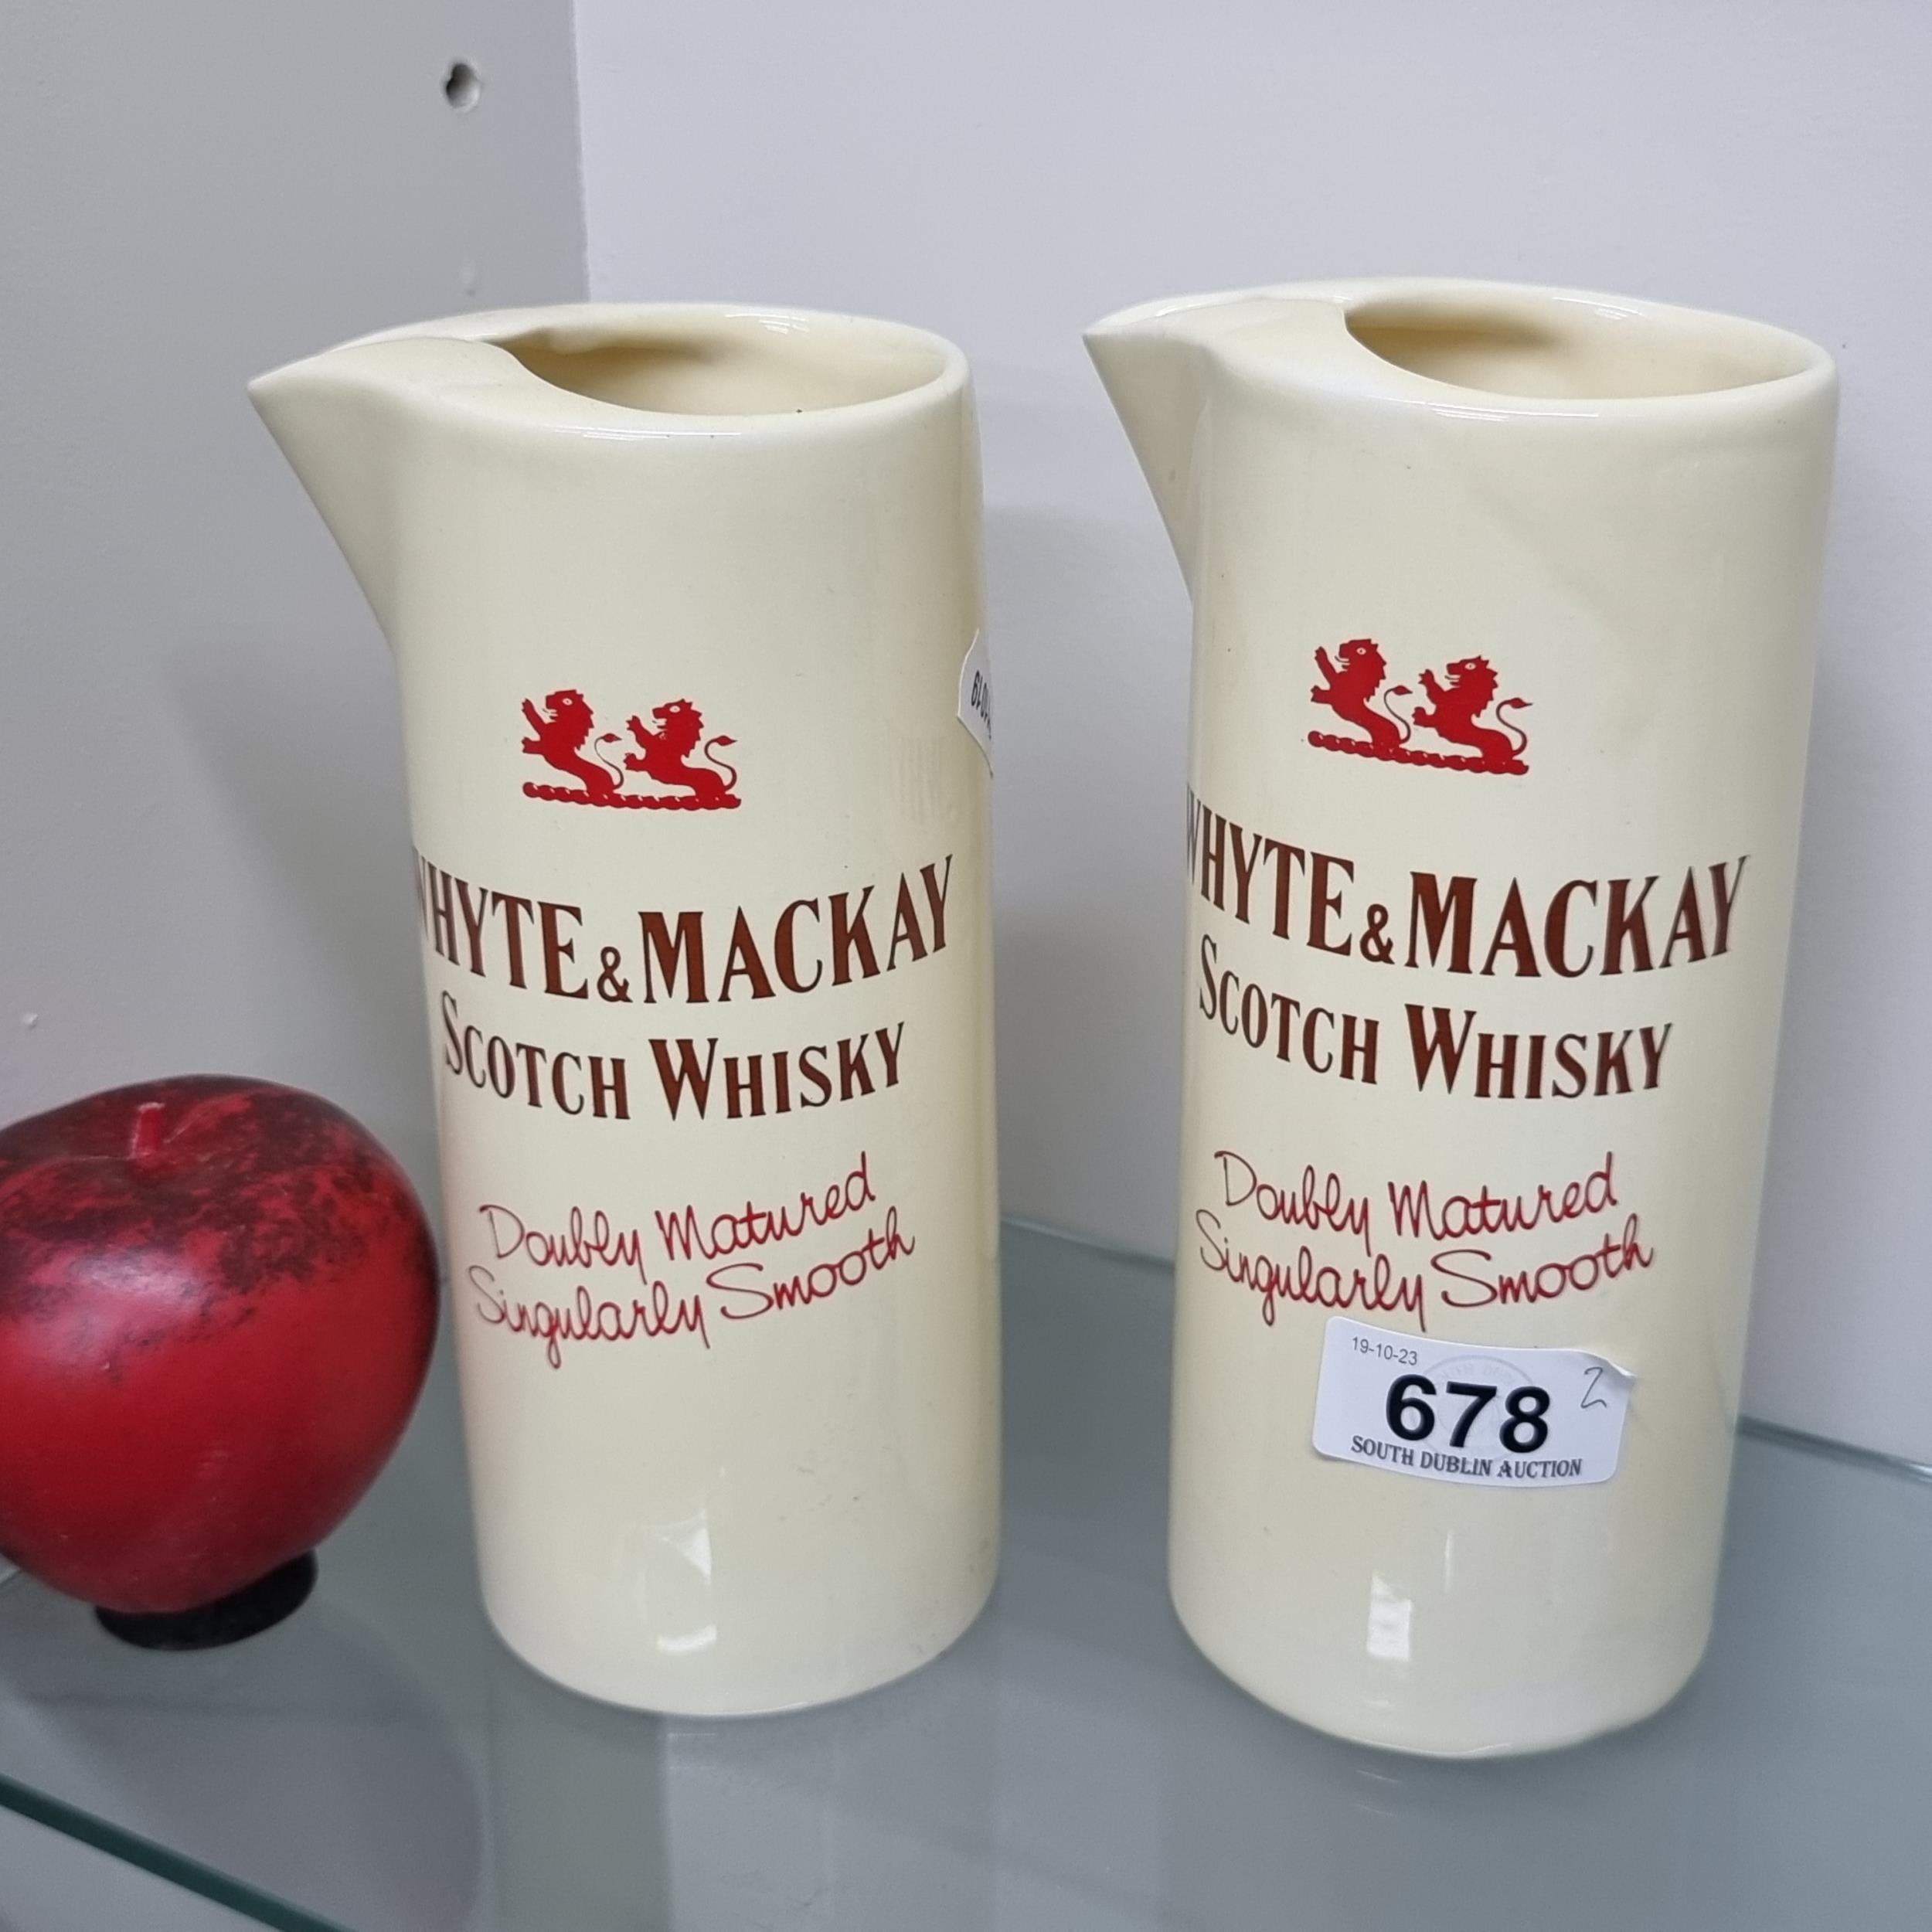 WHYTE & MACKAY
SCOTCH WHISKY
Doubly Matured
Singularly Smooth
WHYTE & MACKAY
SCOTCH WHISKY
Doubly Matured
Singularly Smooth
19-10-23
678 2
SOUTH DUBLIN AUCTION